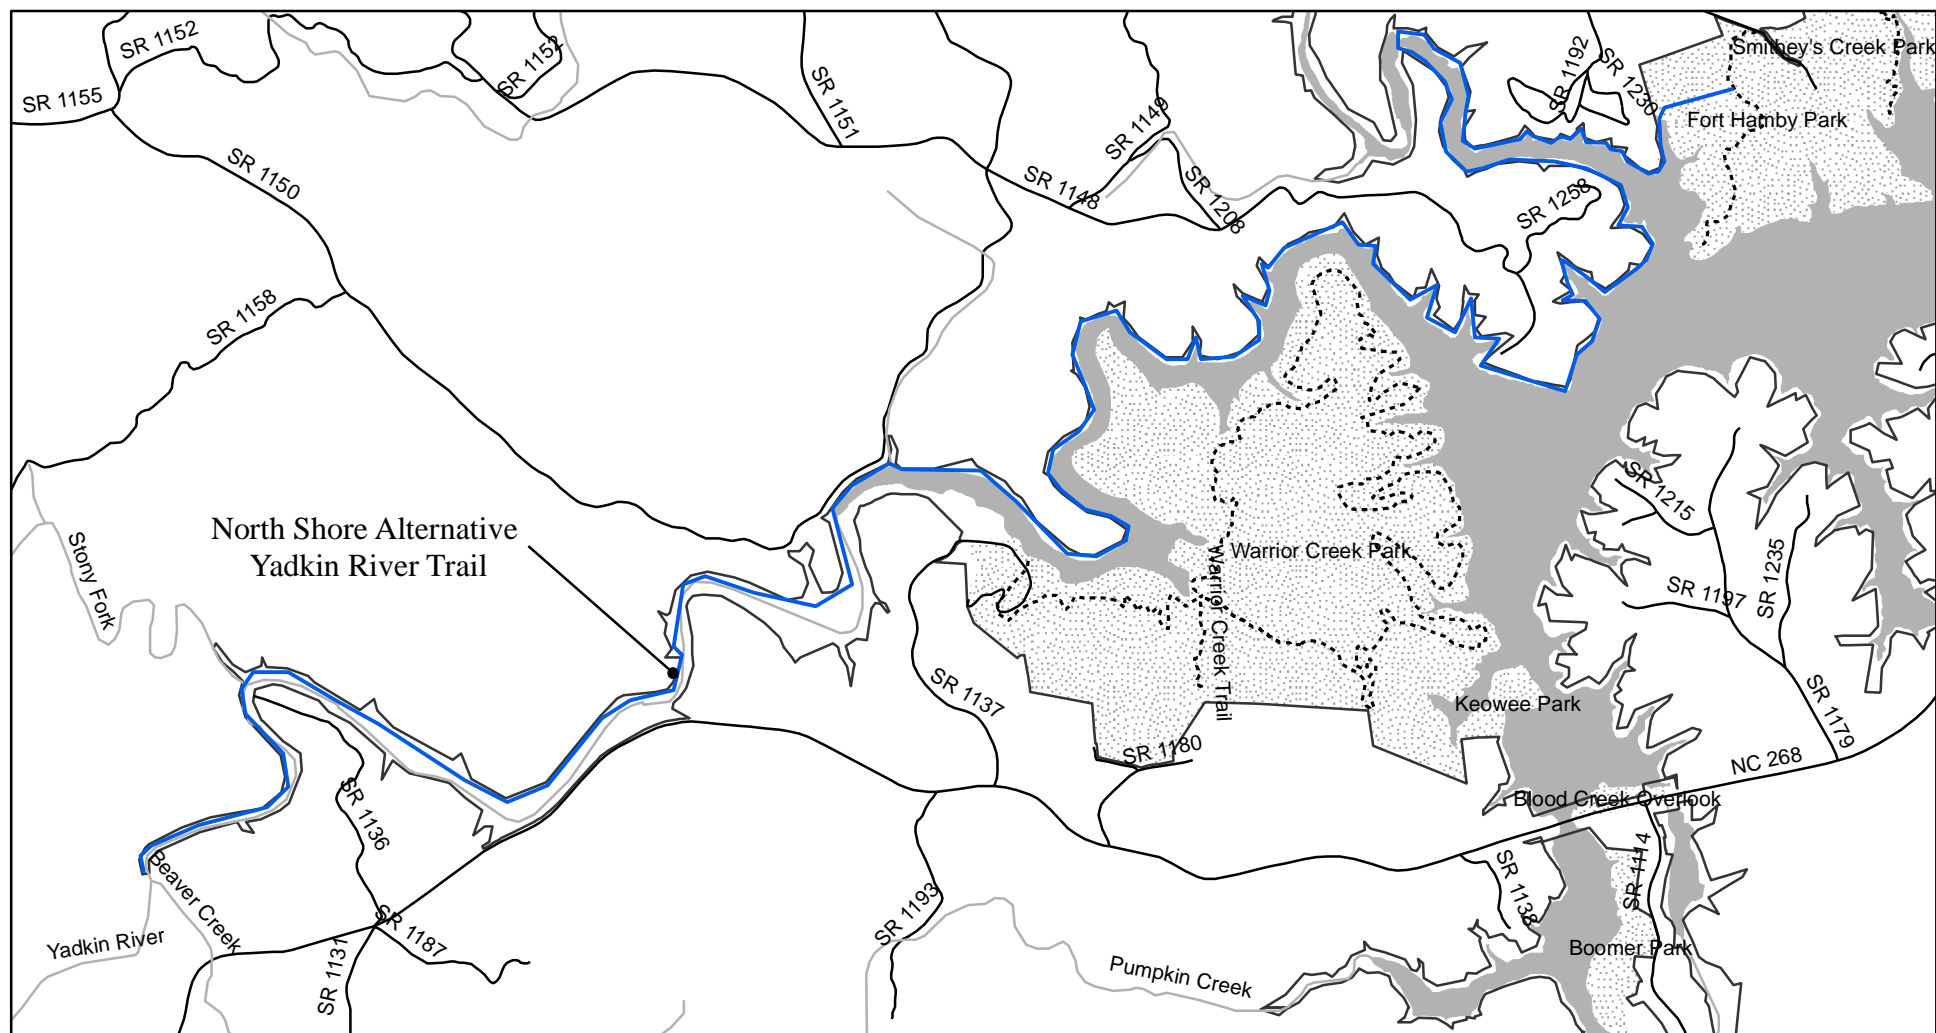 SR 1152
SR 1152
SR 1155
SR 1151
SR 1149
SR 1192
SR 1230
Smithey's Creek Park
Fort Hamby Park
SR 1150
SR 1148
SR 1208
SR 1258
SR 1158
North Shore Alternative
Yadkin River Trail
Stony Fork
Warrior Creek Park
Warrior Creek Trail
SR 1215
SR 1197
SR 1235
SR 1137
SR 1180
Keowee Park
SR 1179
NC 268
Blood Creek Overlook
SR 1136
SR 1114
SR 1138
Beaver Creek
Yadkin River
SR 1187
SR 1131
SR 1193
Pumpkin Creek
Boomer Park